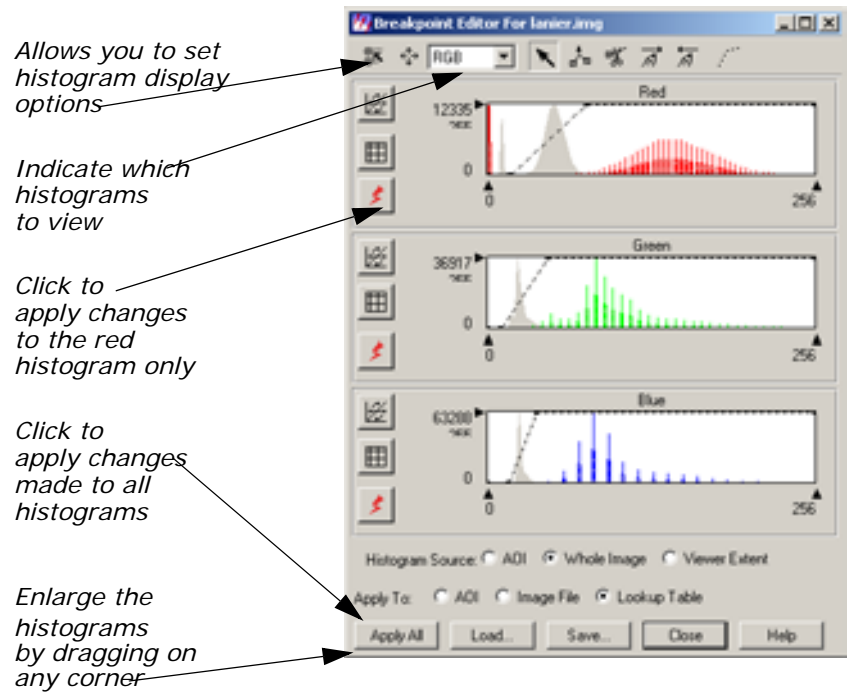 Breakpoint Editor For lanier.img
Allows you to set
histogram display
options
RGB
Red
12335
0
0
256
Indicate which
histograms
to view
Green
36917
0
0
256
Click to
apply changes
to the red
histogram only
Blue
63288
0
0
256
Click to
apply changes
made to all
histograms
Histogram Source: AOI Whole Image Viewer Extent
Apply To: AOI Image File Lookup Table
Apply All Load... Save... Close Help
Enlarge the
histograms
by dragging on
any corner